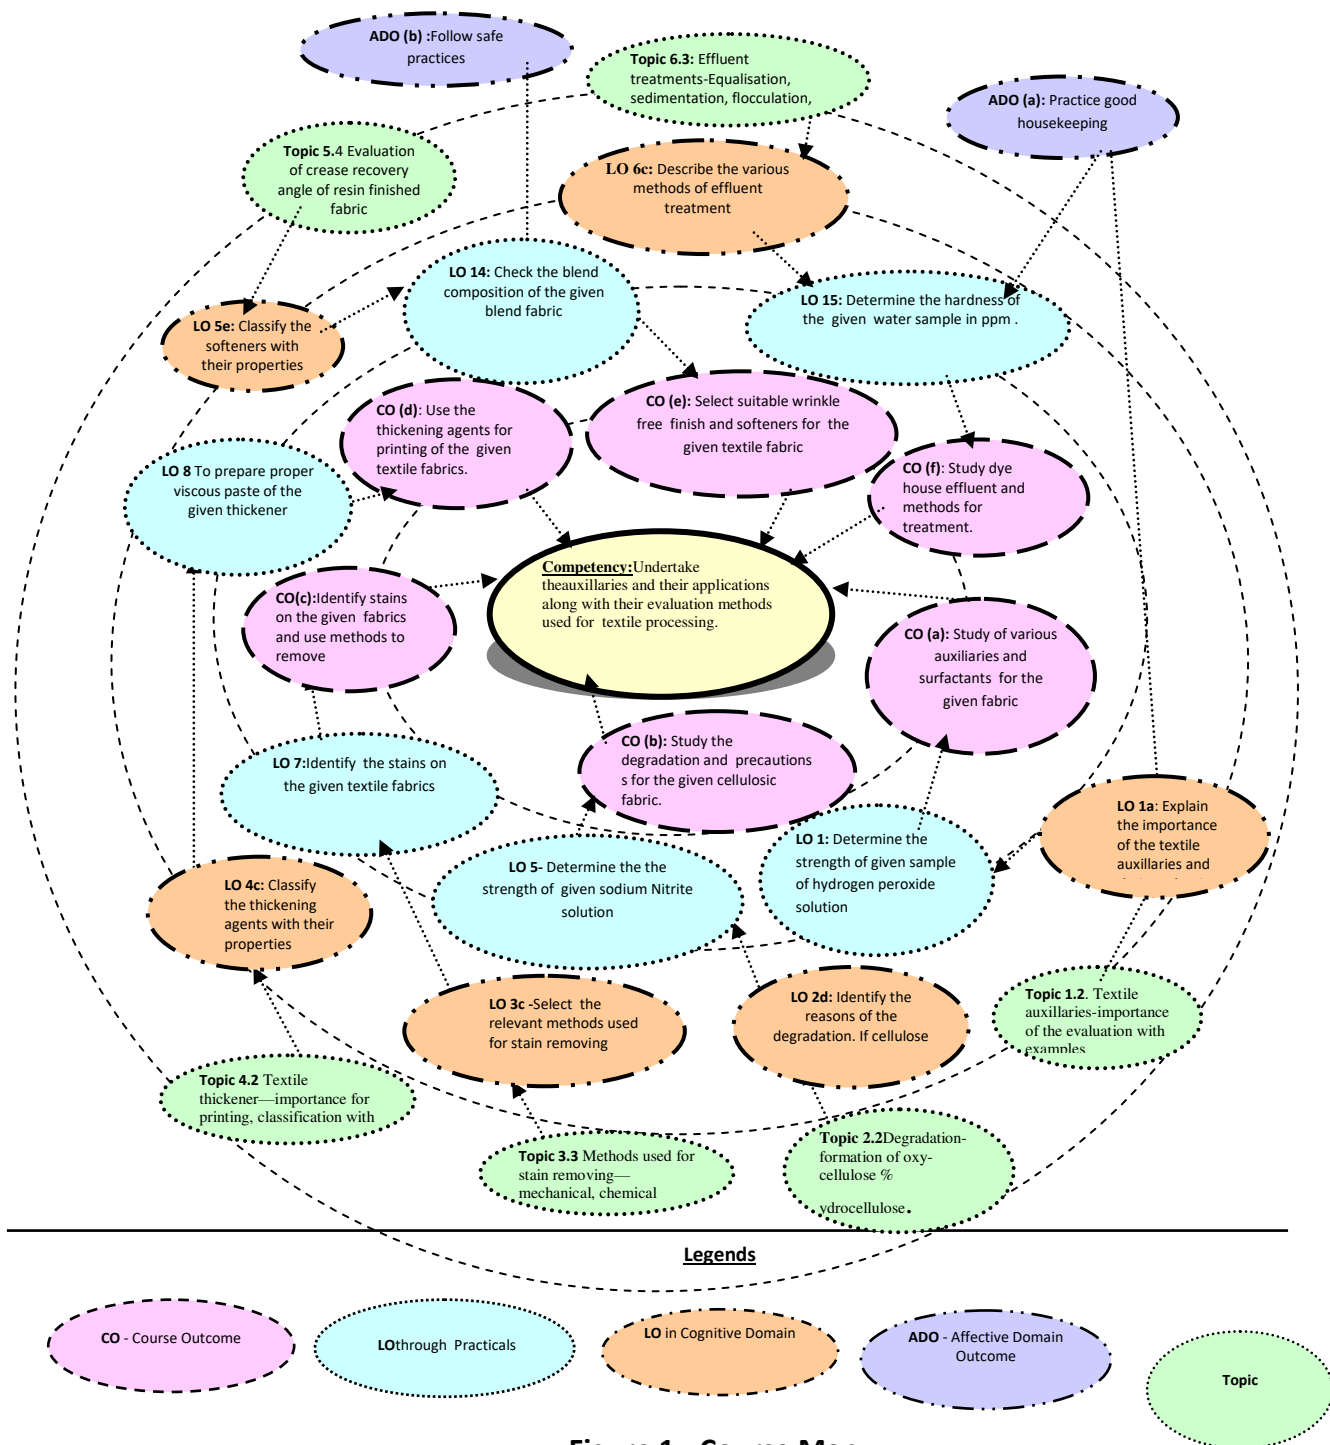 ADO (b) :Follow safe
practices
Topic 6.3: Effluent
treatments-Equalisation,
sedimentation, flocculation,
ADO (a): Practice good
housekeeping
Topic 5.4 Evaluation
of crease recovery
angle of resin finished
fabric
LO 6c: Describe the various
methods of effluent
treatment
LO 14: Check the blend
composition of the given
blend fabric
LO 15: Determine the hardness of
the given water sample in ppm .
LO 5e: Classify the
softeners with
their properties
CO (d): Use the
thickening agents for
printing of the given
textile fabrics.
CO (e): Select suitable wrinkle
free finish and softeners for the
given textile fabric
LO 8 To prepare proper
viscous paste of the
given thickener
CO (f): Study dye
house effluent and
methods for
treatment.
Competency:Undertake
theauxillaries and their applications
along with their evaluation methods
used for textile processing.
CO(c):Identify stains
on the given fabrics
and use methods to
remove
CO (a): Study of various
auxiliaries and
surfactants for the
given fabric
CO (b): Study the
degradation and precautions
s for the given cellulosic
fabric.
LO 7:Identify the stains on
the given textile fabrics
LO 1a: Explain
the importance
of the textile
auxillaries and
LO 1: Determine the
strength of given sample
of hydrogen peroxide
solution
LO 5- Determine the the
strength of given sodium Nitrite
solution
LO 4c: Classify
the thickening
agents with their
properties
LO 3c -Select the
relevant methods used
for stain removing
LO 2d: Identify the
reasons of the
degradation. If cellulose
Topic 1.2. Textile
auxillaries-importance
of the evaluation with
examples
Topic 4.2 Textile
thickener—importance for
printing, classification with
Topic 3.3 Methods used for
stain removing—
mechanical, chemical
Topic 2.2Degradation-
formation of oxy-
cellulose %
ydrocellulose.
Legends
CO - Course Outcome
LOthrough Practicals
LO in Cognitive Domain
ADO - Affective Domain
Outcome
Topic
Figure 1 - Course Map